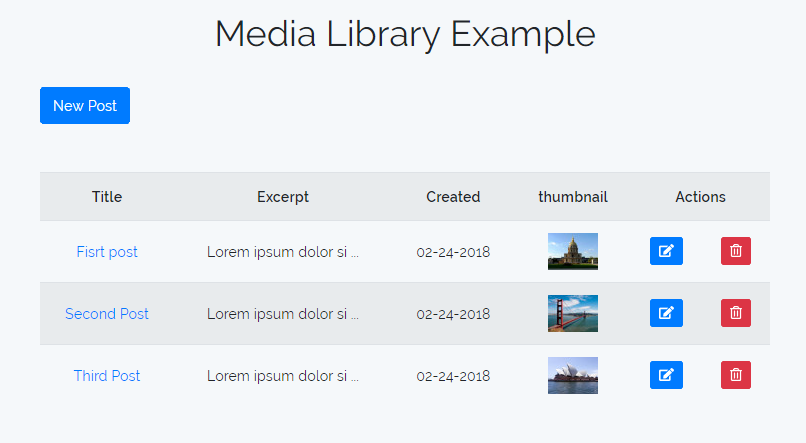 Media Library Example
New Post
Title Excerpt Created thumbnail Actions
Fisrt post Lorem ipsum dolor si ... 02-24-2018
Second Post Lorem ipsum dolor si ... 02-24-2018
Third Post Lorem ipsum dolor si ... 02-24-2018